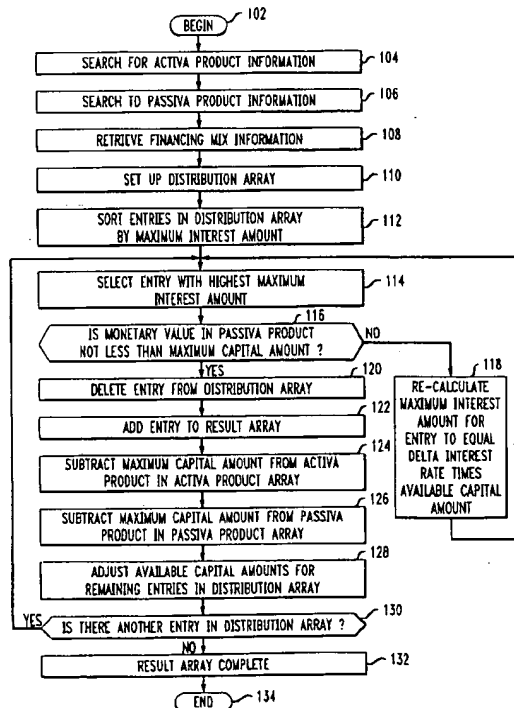 BEGIN
102
SEARCH FOR ACTIVA PRODUCT INFORMATION
104
SEARCH TO PASSIVA PRODUCT INFORMATION
106
RETRIEVE FINANCING MIX INFORMATION
108
SET UP DISTRIBUTION ARRAY
110
SORT ENTRIES IN DISTRIBUTION ARRAY
BY MAXIMUM INTEREST AMOUNT
112
SELECT ENTRY WITH HIGHEST MAXIMUM
INTEREST AMOUNT
114
116
IS MONETARY VALUE IN PASSIVA PRODUCT
NOT LESS THAN MAXIMUM CAPITAL AMOUNT ?
NO
YES
118
RE-CALCULATE
MAXIMUM INTEREST
AMOUNT FOR
ENTRY TO EQUAL
DELTA INTEREST
RATE TIMES
AVAILABLE CAPITAL
AMOUNT
120
DELETE ENTRY FROM DISTRIBUTION ARRAY
122
ADD ENTRY TO RESULT ARRAY
124
SUBTRACT MAXIMUM CAPITAL AMOUNT FROM ACTIVA
PRODUCT IN ACTIVA PRODUCT ARRAY
126
SUBTRACT MAXIMUM CAPITAL AMOUNT FROM PASSIVA
PRODUCT IN PASSIVA PRODUCT ARRAY
128
ADJUST AVAILABLE CAPITAL AMOUNTS FOR
REMAINING ENTRIES IN DISTRIBUTION ARRAY
130
YES
IS THERE ANOTHER ENTRY IN DISTRIBUTION ARRAY ?
NO
RESULT ARRAY COMPLETE
132
END
134